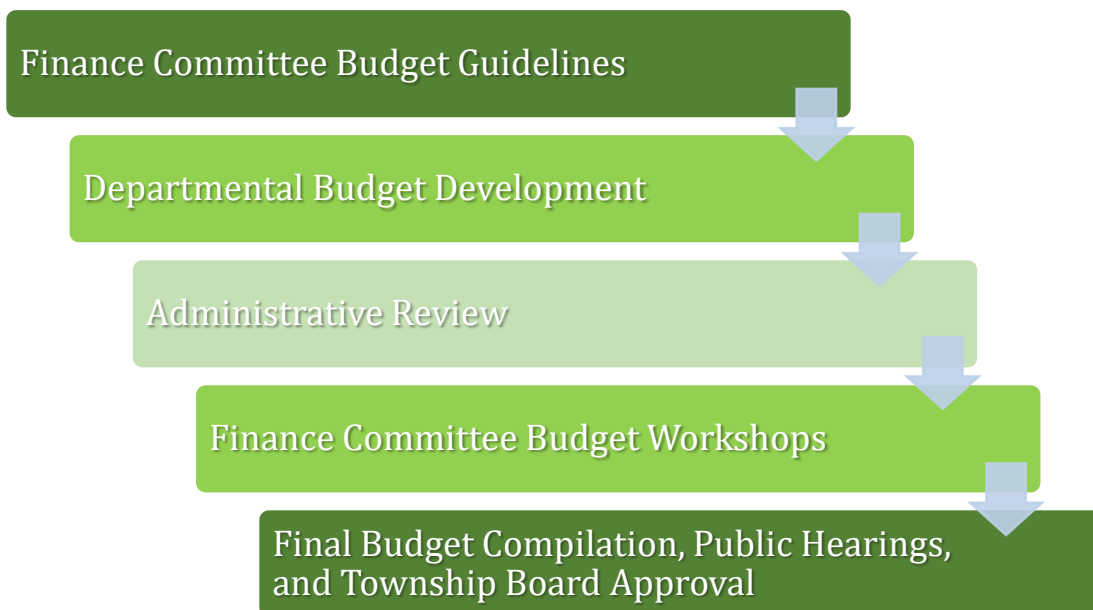 Finance Committee Budget Guidelines
Departmental Budget Development
Administrative Review
Finance Committee Budget Workshops
Final Budget Compilation, Public Hearings,
and Township Board Approval